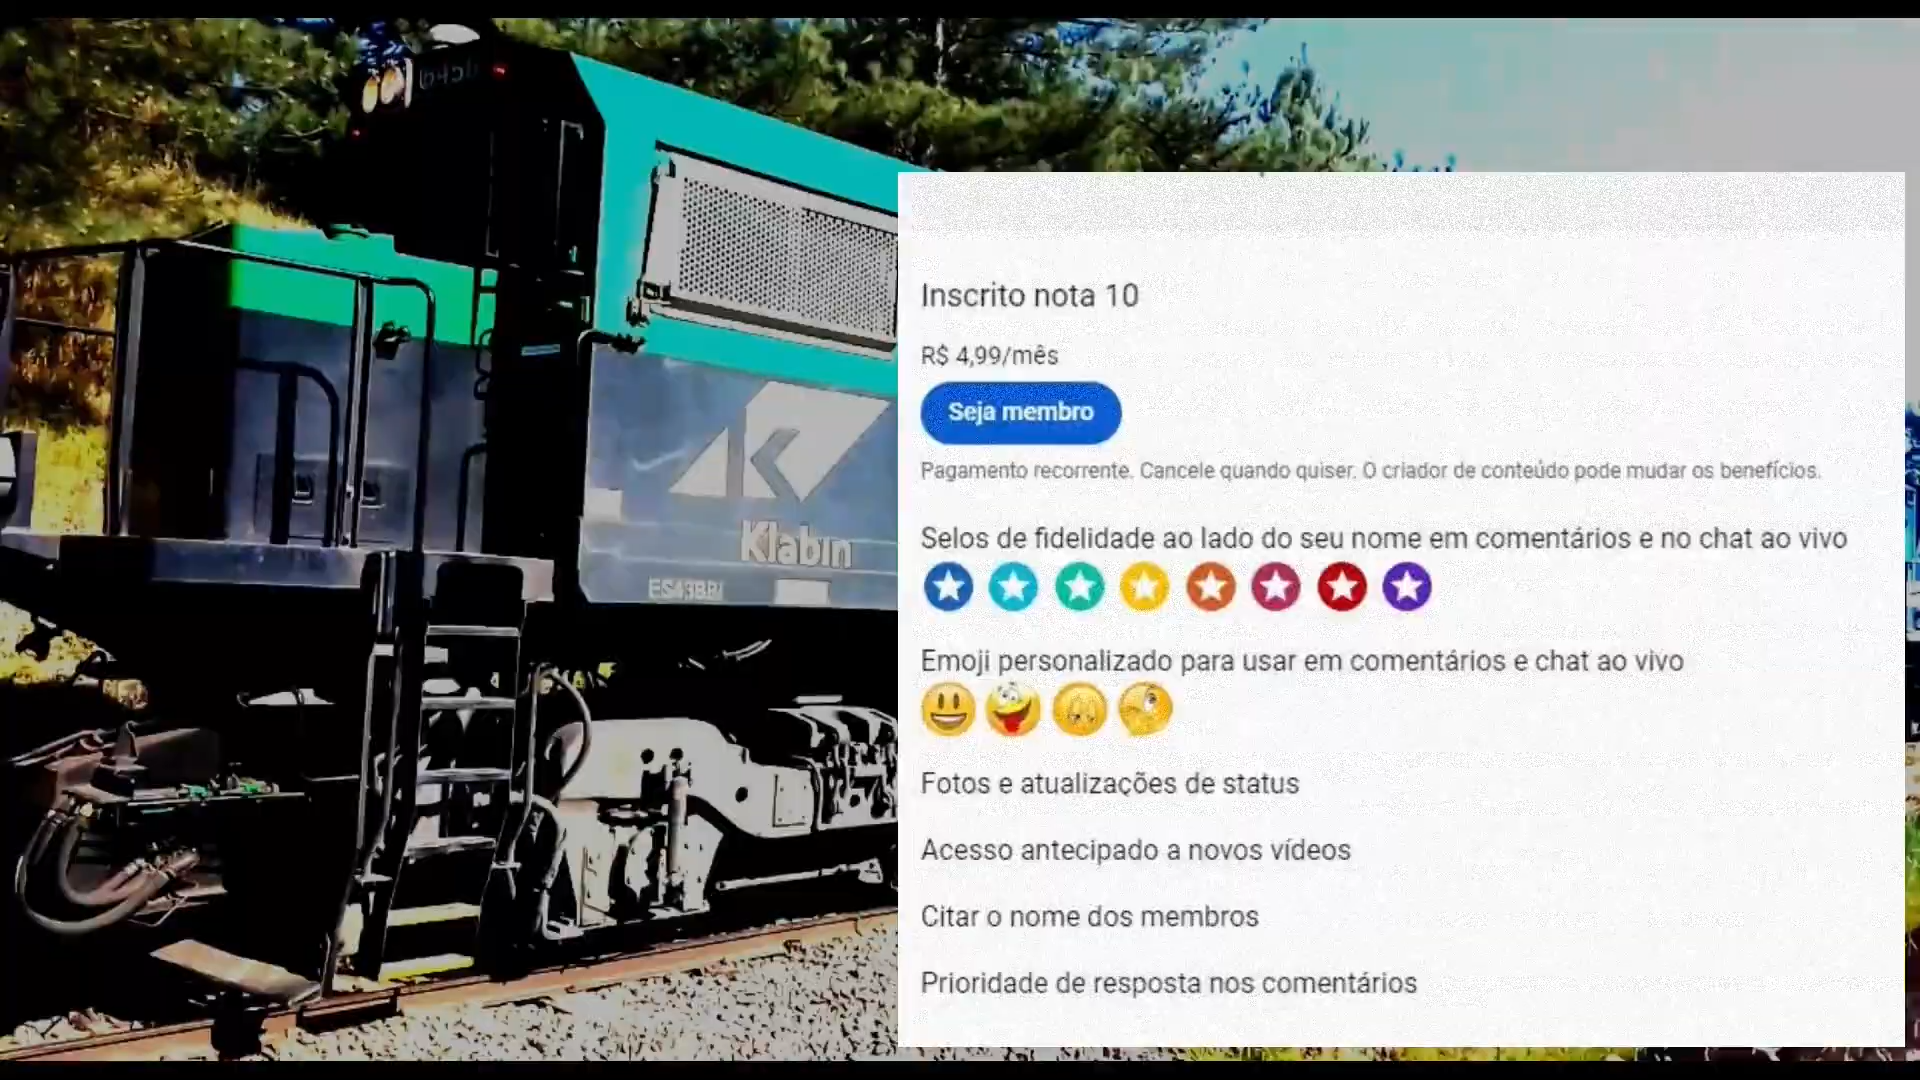 Klabin
Inscrito nota 10
R$ 4,99/mês
Seja membro
Pagamento recorrente. Cancele quando quiser. O criador de conteúdo pode mudar os benefícios.
Selos de fidelidade ao lado do seu nome em comentários e no chat ao vivo
Emoji personalizado para usar em comentários e chat ao vivo
Fotos e atualizações de status
Acesso antecipado a novos vídeos
Citar o nome dos membros
Prioridade de resposta nos comentários